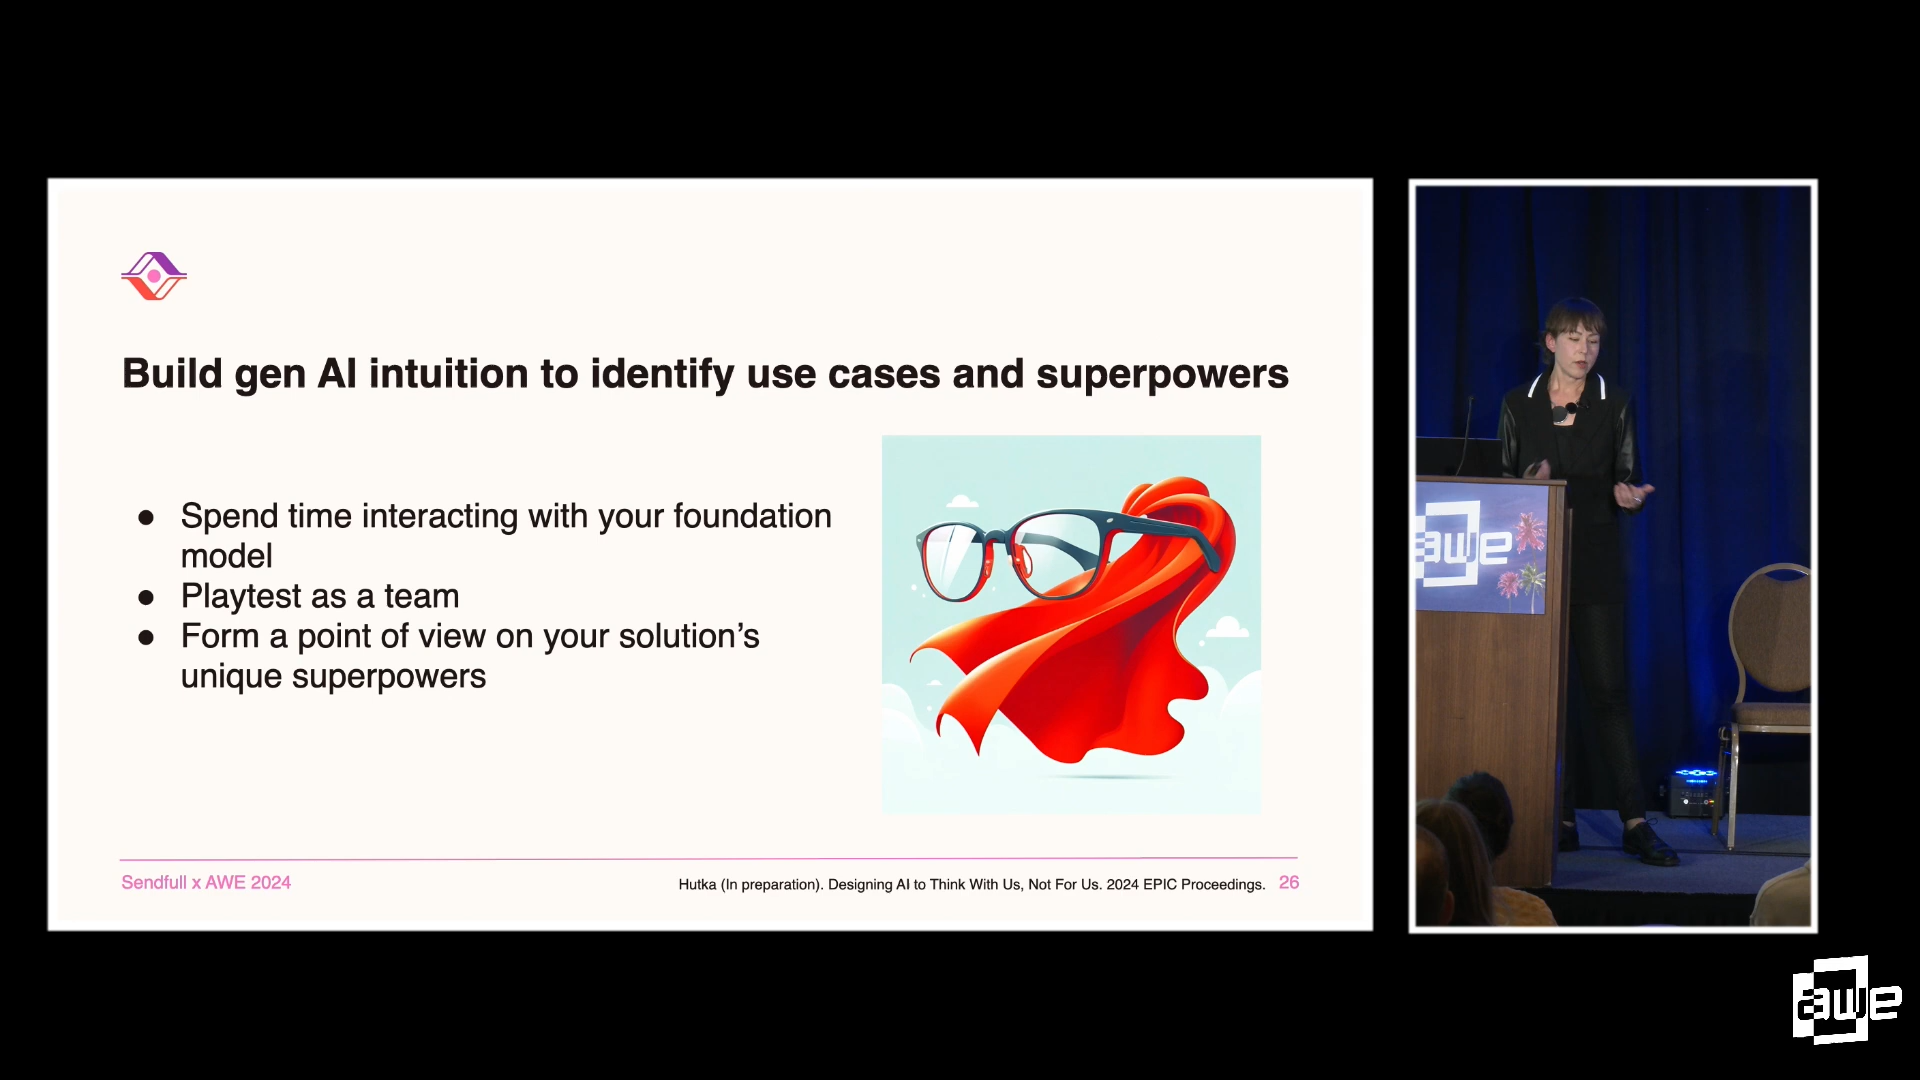 Build gen AI intuition to identify use cases and superpowers
● Spend time interacting with your foundation
model
● Playtest as a team
● Form a point of view on your solution’s
unique superpowers
Sendfull x AWE 2024
Hutka (In preparation). Designing AI to Think With Us, Not For Us. 2024 EPIC Proceedings.
26
awe
awe